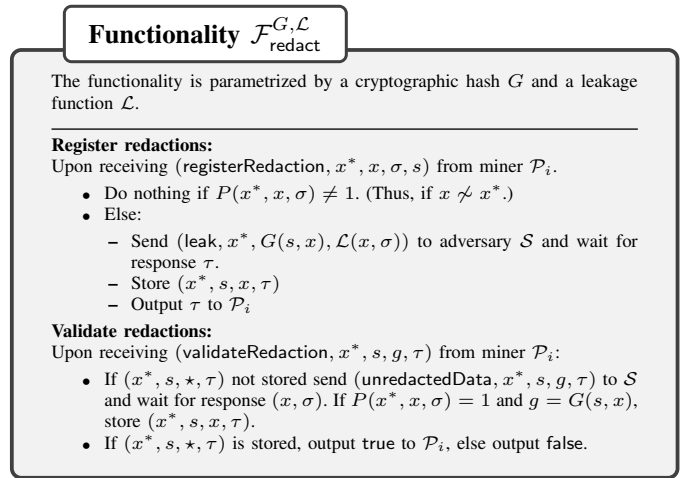 Functionality $\mathcal{F}_{\mathsf{redact}}^{G,\mathcal{L}}$
The functionality is parametrized by a cryptographic hash $G$ and a leakage
function $\mathcal{L}$.
Register redactions:
Upon receiving $(\mathsf{registerRedaction}, x^*, x, \sigma, s)$ from miner $\mathcal{P}_i$.
• Do nothing if $P(x^*, x, \sigma) \neq 1$. (Thus, if $x \not\sim x^*$.)
• Else:
– Send $(\mathsf{leak}, x^*, G(s, x), \mathcal{L}(x, \sigma))$ to adversary $\mathcal{S}$ and wait for
response $\tau$.
– Store $(x^*, s, x, \tau)$
– Output $\tau$ to $\mathcal{P}_i$
Validate redactions:
Upon receiving $(\mathsf{validateRedaction}, x^*, s, g, \tau)$ from miner $\mathcal{P}_i$:
• If $(x^*, s, \star, \tau)$ not stored send $(\mathsf{unredactedData}, x^*, s, g, \tau)$ to $\mathcal{S}$
and wait for response $(x, \sigma)$. If $P(x^*, x, \sigma) = 1$ and $g = G(s, x)$,
store $(x^*, s, x, \tau)$.
• If $(x^*, s, \star, \tau)$ is stored, output true to $\mathcal{P}_i$, else output false.